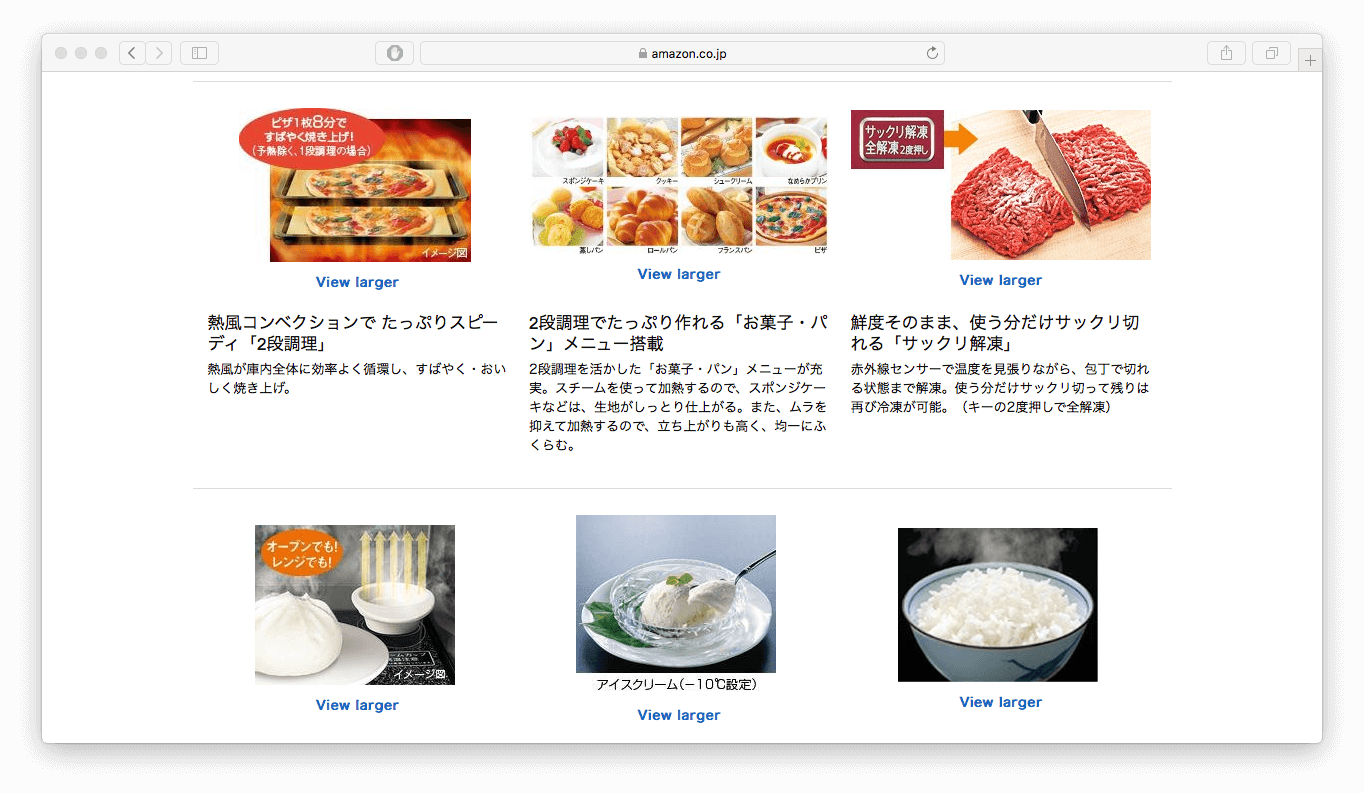 amazon.co.jp
ピザ1枚8分で
すばやく焼き上げ!
(予熱除く、1段調理の場合)
イメージ図
View larger
熱風コンベクションで たっぷりスピー
ディ「2段調理」
熱風が庫内全体に効率よく循環し、すばやく・おい
しく焼き上げ。
スポンジケーキ
クッキー
シュークリーム
なめらかプリン
蒸しパン
ロールパン
フランスパン
ピザ
View larger
2段調理でたっぷり作れる「お菓子・パ
ン」メニュー搭載
2段調理を活かした「お菓子・パン」メニューが充
実。スチームを使って加熱するので、スポンジケー
キなどは、生地がしっとり仕上がる。また、ムラを
抑えて加熱するので、立ち上がりも高く、均一にふ
くらむ。
サックリ解凍
全解凍2度押し
View larger
鮮度そのまま、使う分だけサックリ切
れる「サックリ解凍」
赤外線センサーで温度を見張りながら、包丁で切れ
る状態まで解凍。使う分だけサックリ切って残りは
再び冷凍が可能。（キーの2度押しで全解凍）
オーブンでも!
レンジでも!
イメージ図
View larger
アイスクリーム(－10℃設定)
View larger
View larger